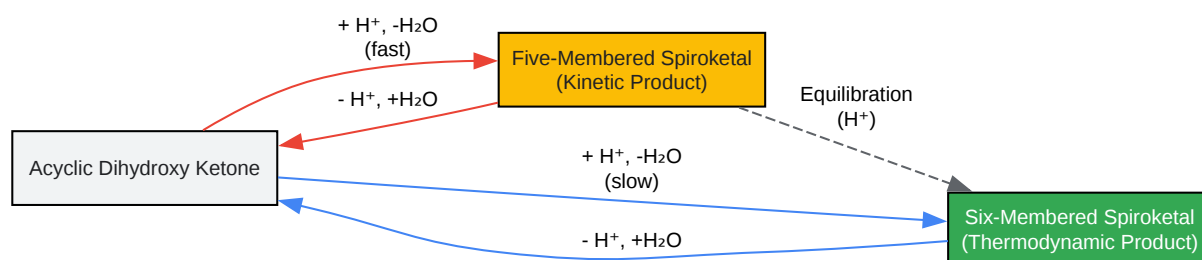 + H⁺, -H₂O
(fast)
Five-Membered Spiroketal
(Kinetic Product)
- H⁺, +H₂O
Equilibration
(H⁺)
Acyclic Dihydroxy Ketone
+ H⁺, -H₂O
(slow)
Six-Membered Spiroketal
(Thermodynamic Product)
- H⁺, +H₂O